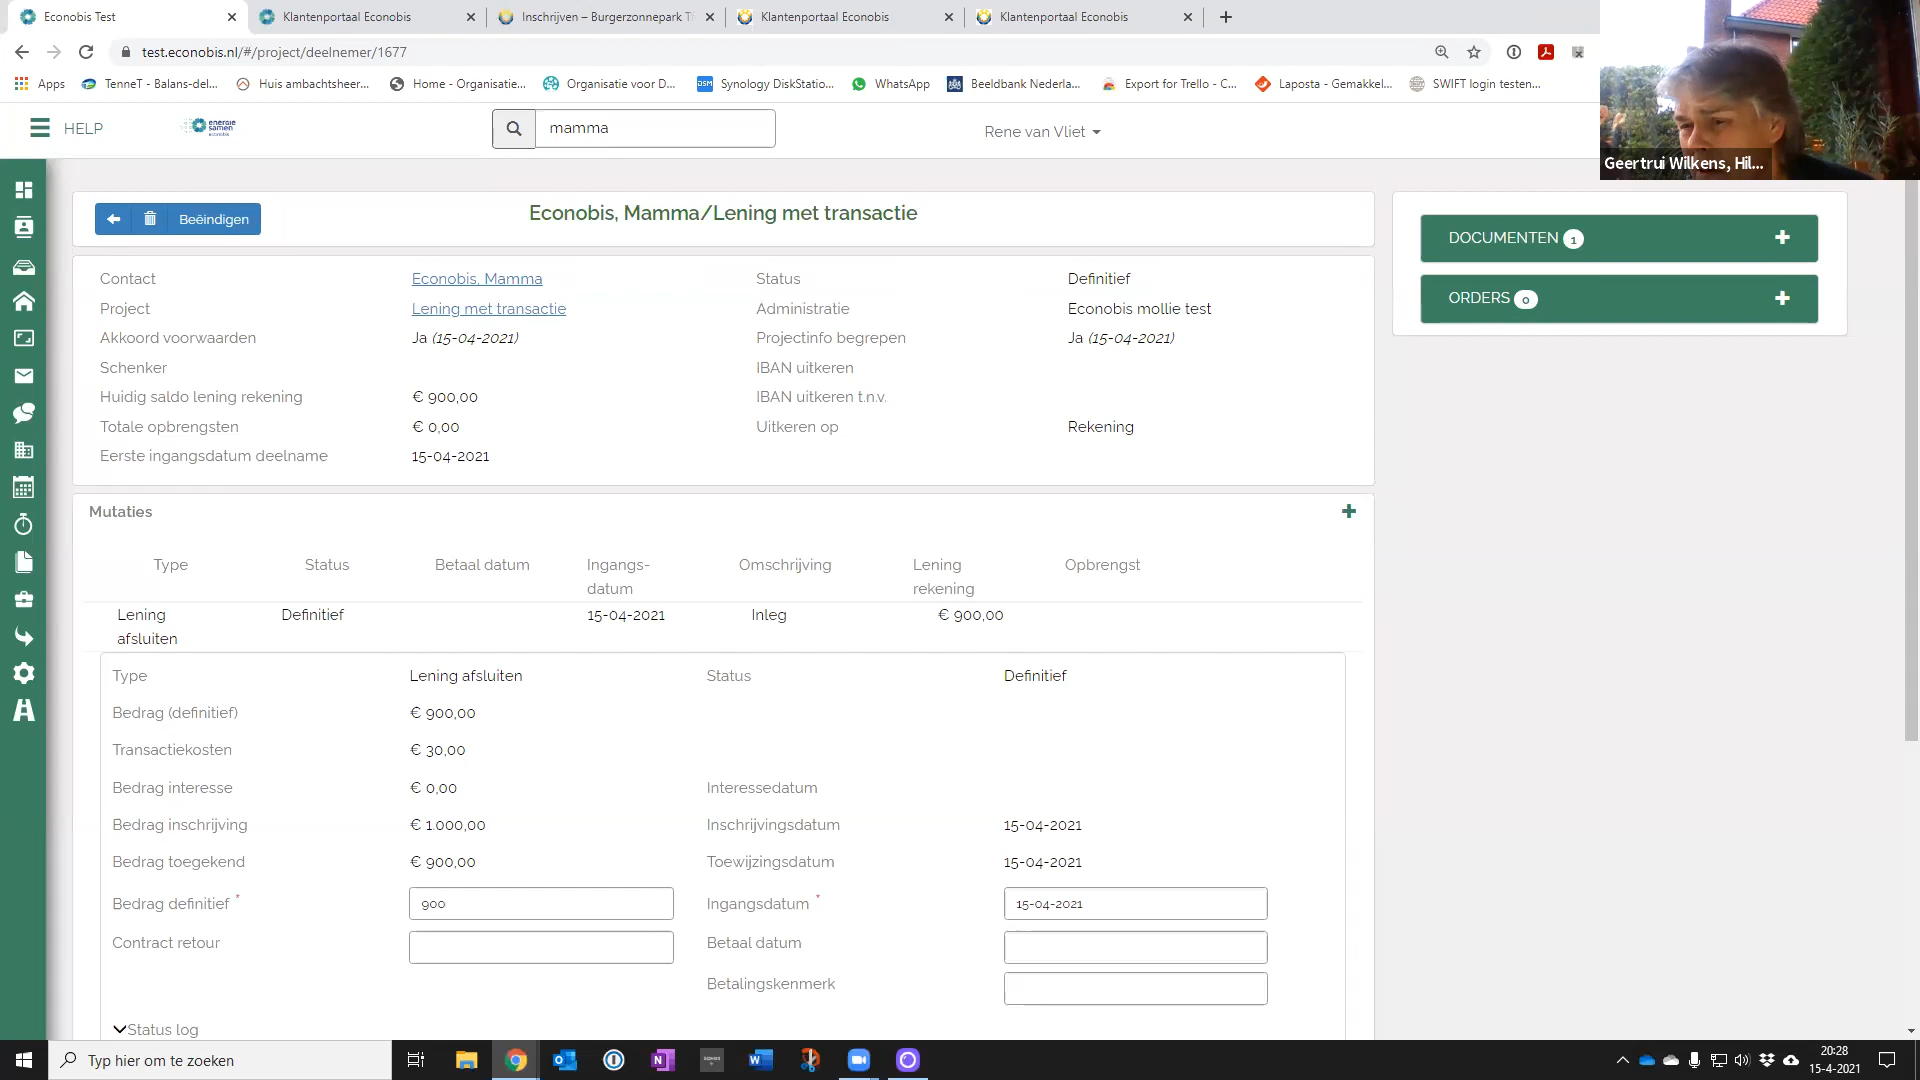 Econobis Test
Klantenportaal Econobis
Inschrijven – Burgerzonnepark T
Klantenportaal Econobis
Klantenportaal Econobis
test.econobis.nl/#/project/deelnemer/1677
Apps
TenneT - Balans-del...
Huis ambachtsheer...
Home - Organisatie...
Organisatie voor D...
DSM
Synology DiskStatio...
WhatsApp
Beeldbank Nederla...
Export for Trello - C...
Laposta - Gemakkel...
SWIFT login testen...
HELP
energie
samen
econobis
mamma
Rene van Vliet
Geertrui Wilkens, Hil...
Beëindigen
Econobis, Mamma/Lening met transactie
DOCUMENTEN 1
ORDERS 0
Contact Econobis, Mamma Status Definitief
Project Lening met transactie Administratie Econobis mollie test
Akkoord voorwaarden Ja (15-04-2021) Projectinfo begrepen Ja (15-04-2021)
Schenker IBAN uitkeren
Huidig saldo lening rekening € 900,00 IBAN uitkeren t.n.v.
Totale opbrengsten € 0,00 Uitkeren op Rekening
Eerste ingangsdatum deelname 15-04-2021
Mutaties
Type Status Betaal datum Ingangs- Omschrijving Lening Opbrengst
datum rekening
Lening Definitief 15-04-2021 Inleg € 900,00
afsluiten
Type Lening afsluiten Status Definitief
Bedrag (definitief) € 900,00
Transactiekosten € 30,00
Bedrag interesse € 0,00 Interessedatum
Bedrag inschrijving € 1.000,00 Inschrijvingsdatum 15-04-2021
Bedrag toegekend € 900,00 Toewijzingsdatum 15-04-2021
Bedrag definitief * 900 Ingangsdatum * 15-04-2021
Contract retour Betaal datum
Betalingskenmerk
Status log
Typ hier om te zoeken
20:28
15-4-2021